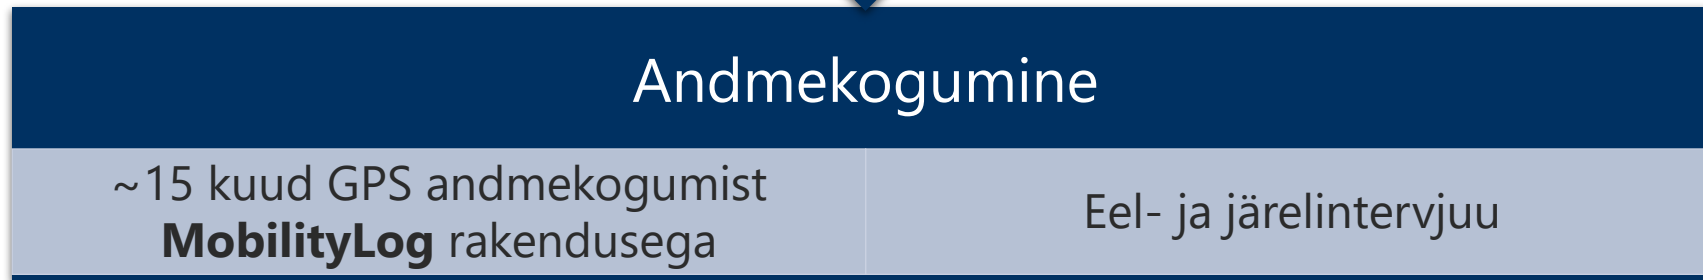 Andmekogumine
~15 kuud GPS andmekogumist
MobilityLog rakendusega
Eel- ja järelintervjuu